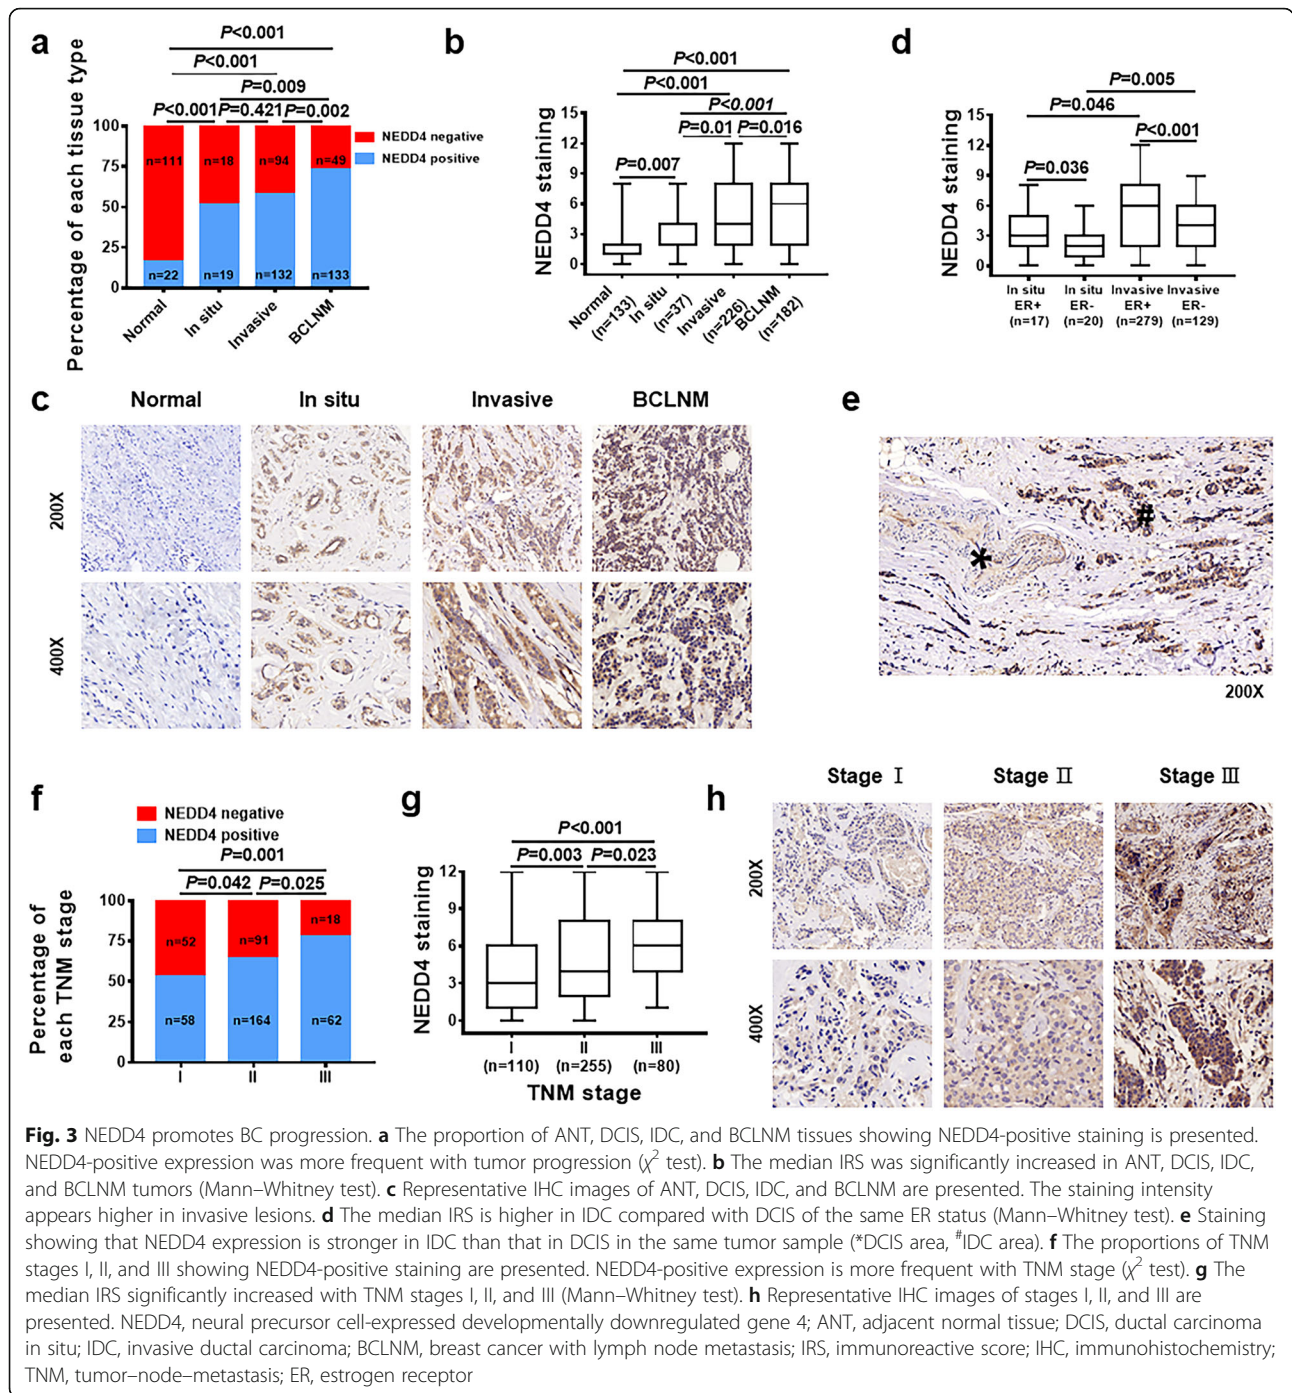 a
P<0.001
P<0.001
P=0.009
P<0.001 P=0.421 P=0.002
Percentage of each tissue type
100
75
50
25
0
n=111 n=18 n=94 n=49
n=22 n=19 n=132 n=133
Normal In situ Invasive BCLNM
NEDD4 negative
NEDD4 positive
b
P<0.001
P<0.001
P<0.001
P=0.01 P=0.016
P=0.007
NEDD4 staining
15
12
9
6
3
0
Normal (n=133)
In situ (n=37)
Invasive (n=226)
BCLNM (n=182)
d
P=0.005
P=0.046
P<0.001
P=0.036
NEDD4 staining
15
12
9
6
3
0
In situ In situ Invasive Invasive
ER+ ER- ER+ ER-
(n=17) (n=20) (n=279) (n=129)
c
Normal In situ Invasive BCLNM
200X
400X
e
*
#
200X
f
NEDD4 negative
NEDD4 positive
P=0.001
P=0.042 P=0.025
Percentage of
each TNM stage
100
75
50
25
0
n=52 n=91 n=18
n=58 n=164 n=62
I II III
g
P<0.001
P=0.003 P=0.023
NEDD4 staining
12
9
6
3
0
I II III
(n=110) (n=255) (n=80)
TNM stage
h
Stage I Stage II Stage III
200X
400X
Fig. 3 NEDD4 promotes BC progression. a The proportion of ANT, DCIS, IDC, and BCLNM tissues showing NEDD4-positive staining is presented.
NEDD4-positive expression was more frequent with tumor progression (χ² test). b The median IRS was significantly increased in ANT, DCIS, IDC,
and BCLNM tumors (Mann–Whitney test). c Representative IHC images of ANT, DCIS, IDC, and BCLNM are presented. The staining intensity
appears higher in invasive lesions. d The median IRS is higher in IDC compared with DCIS of the same ER status (Mann–Whitney test). e Staining
showing that NEDD4 expression is stronger in IDC than that in DCIS in the same tumor sample (*DCIS area, #IDC area). f The proportions of TNM
stages I, II, and III showing NEDD4-positive staining are presented. NEDD4-positive expression is more frequent with TNM stage (χ² test). g The
median IRS significantly increased with TNM stages I, II, and III (Mann–Whitney test). h Representative IHC images of stages I, II, and III are
presented. NEDD4, neural precursor cell-expressed developmentally downregulated gene 4; ANT, adjacent normal tissue; DCIS, ductal carcinoma
in situ; IDC, invasive ductal carcinoma; BCLNM, breast cancer with lymph node metastasis; IRS, immunoreactive score; IHC, immunohistochemistry;
TNM, tumor–node–metastasis; ER, estrogen receptor